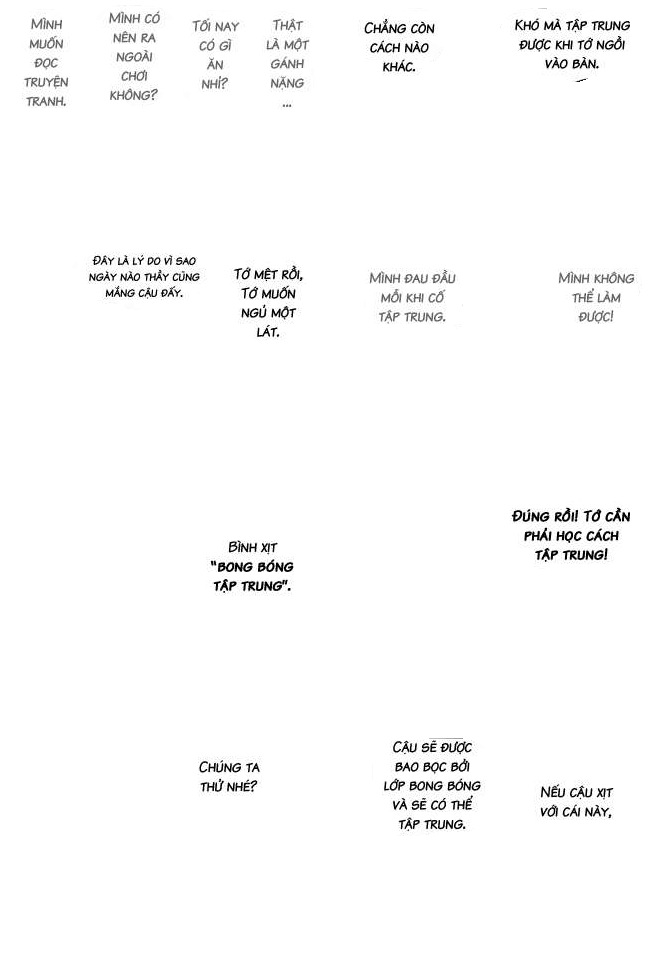 KHÓ MÀ TẬP TRUNG
ĐƯỢC KHI TỚ NGỒI
VÀO BÀN.
CHẲNG CÒN
CÁCH NÀO
KHÁC.
THẬT
LÀ MỘT
GÁNH
NẶNG
...
TỐI NAY
CÓ GÌ
ĂN
NHỈ?
MÌNH CÓ
NÊN RA
NGOÀI
CHƠI
KHÔNG?
MÌNH
MUỐN
ĐỌC
TRUYỆN
TRANH.
MÌNH KHÔNG
THỂ LÀM
ĐƯỢC!
MÌNH ĐAU ĐẦU
MỖI KHI CỐ
TẬP TRUNG.
TỚ MỆT RỒI,
TỚ MUỐN
NGỦ MỘT
LÁT.
ĐÂY LÀ LÝ DO VÌ SAO
NGÀY NÀO THẦY CŨNG
MẮNG CẬU ĐẤY.
ĐÚNG RỒI! TỚ CẦN
PHẢI HỌC CÁCH
TẬP TRUNG!
BÌNH XỊT
"BONG BÓNG
TẬP TRUNG".
NẾU CẬU XỊT
VỚI CÁI NÀY,
CẬU SẼ ĐƯỢC
BAO BỌC BỞI
LỚP BONG BÓNG
VÀ SẼ CÓ THỂ
TẬP TRUNG.
CHÚNG TA
THỬ NHÉ?